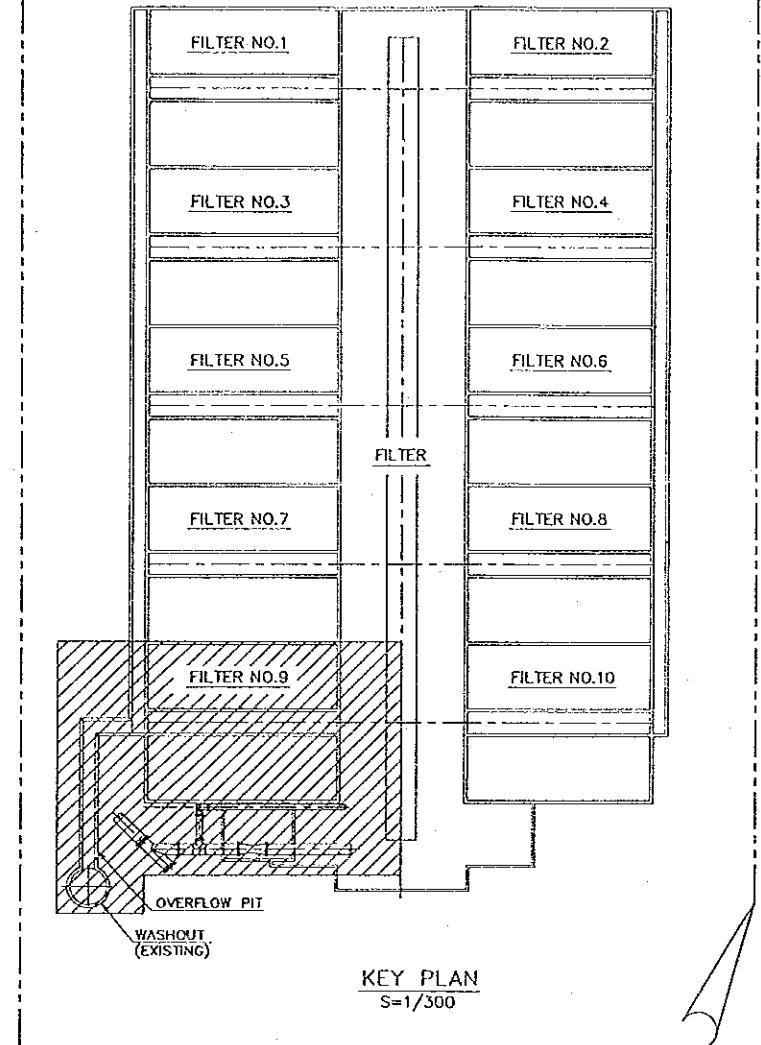 FILTER NO.1
FILTER NO.2
FILTER NO.3
FILTER NO.4
FILTER NO.5
FILTER NO.6
FILTER
FILTER NO.7
FILTER NO.8
FILTER NO.9
FILTER NO.10
OVERFLOW PIT
WASHOUT
(EXISTING)
KEY PLAN
S=1/300